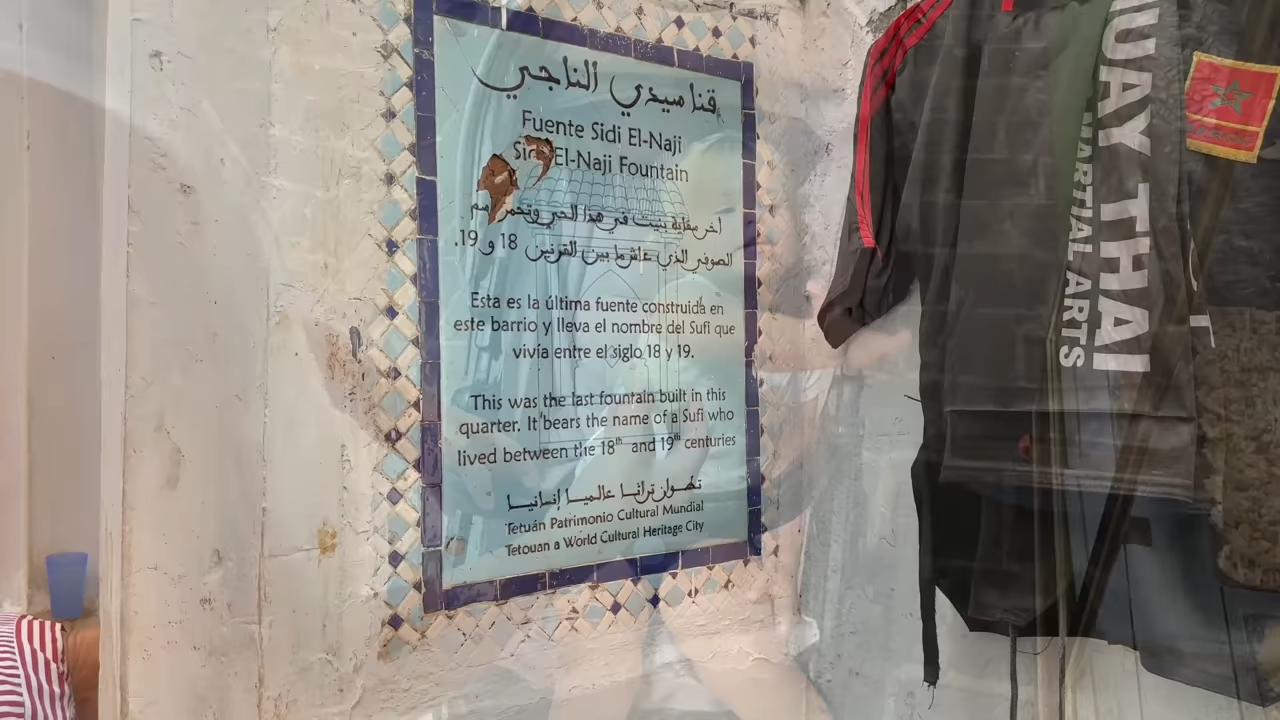 قنا سيدي الناجي
Fuente Sidi El-Naji
El-Naji Fountain
آخر سقاية بنيت في هذا الحي وتحمل
الصوفي الذي عاش ما بين القرنين 18 و 19.
Esta es la última fuente construida en
este barrio y lleva el nombre del Sufi que
vivía entre el siglo 18 y 19.
This was the last fountain built in this
quarter. It bears the name of a Sufi who
lived between the 18th and 19th centuries
تطوان تراثا عالميا إنسانيا
Tetuán Patrimonio Cultural Mundial
Tetouan a World Cultural Heritage City
MUAY THAI
MARTIAL ARTS